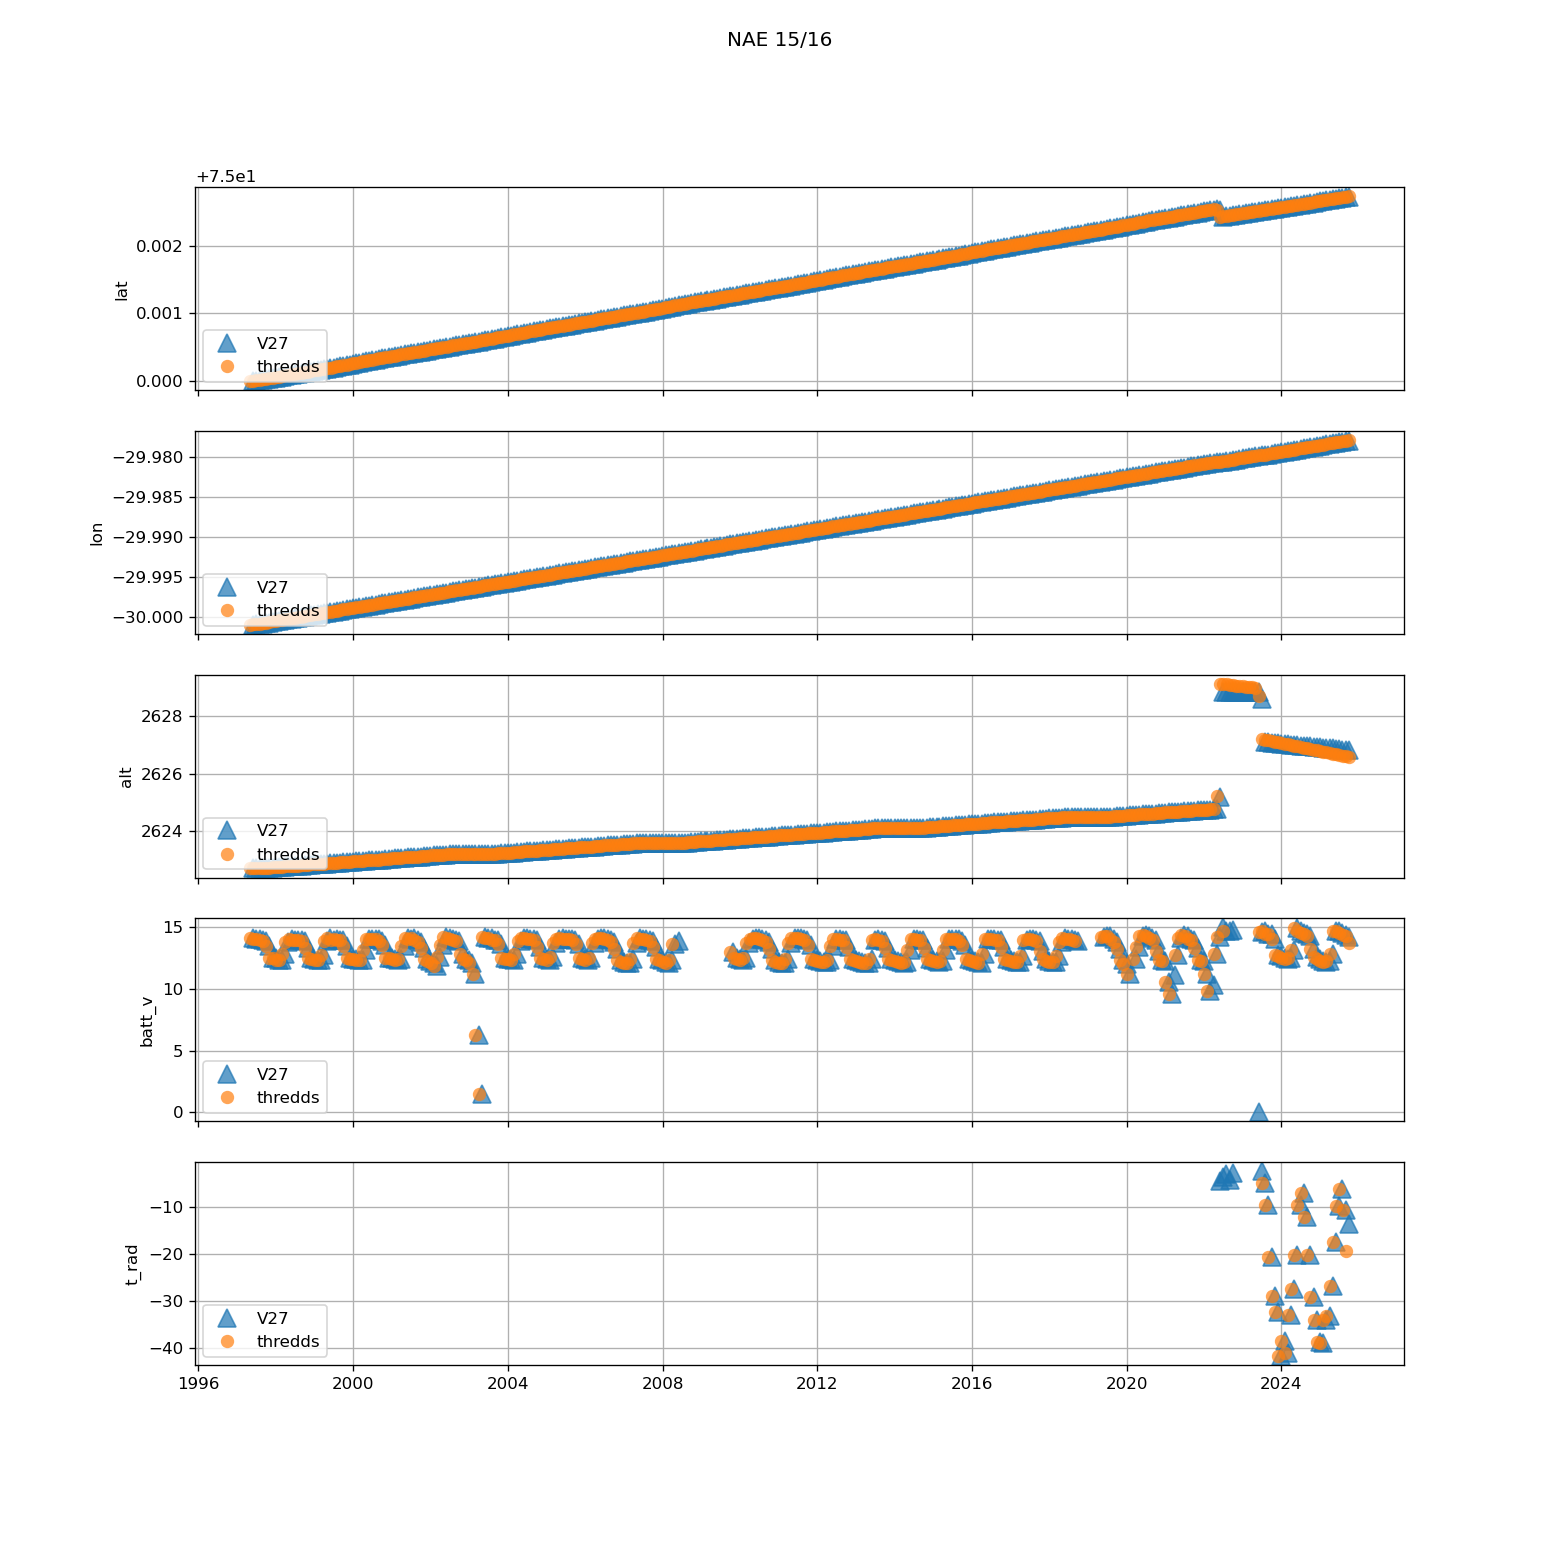 NAE 15/16
+7.5e1
0.002
0.001
0.000
lat
V27
thredds
−29.980
−29.985
−29.990
−29.995
−30.000
lon
V27
thredds
2628
2626
2624
alt
V27
thredds
15
10
5
0
batt_v
V27
thredds
−10
−20
−30
−40
t_rad
V27
thredds
1996 2000 2004 2008 2012 2016 2020 2024